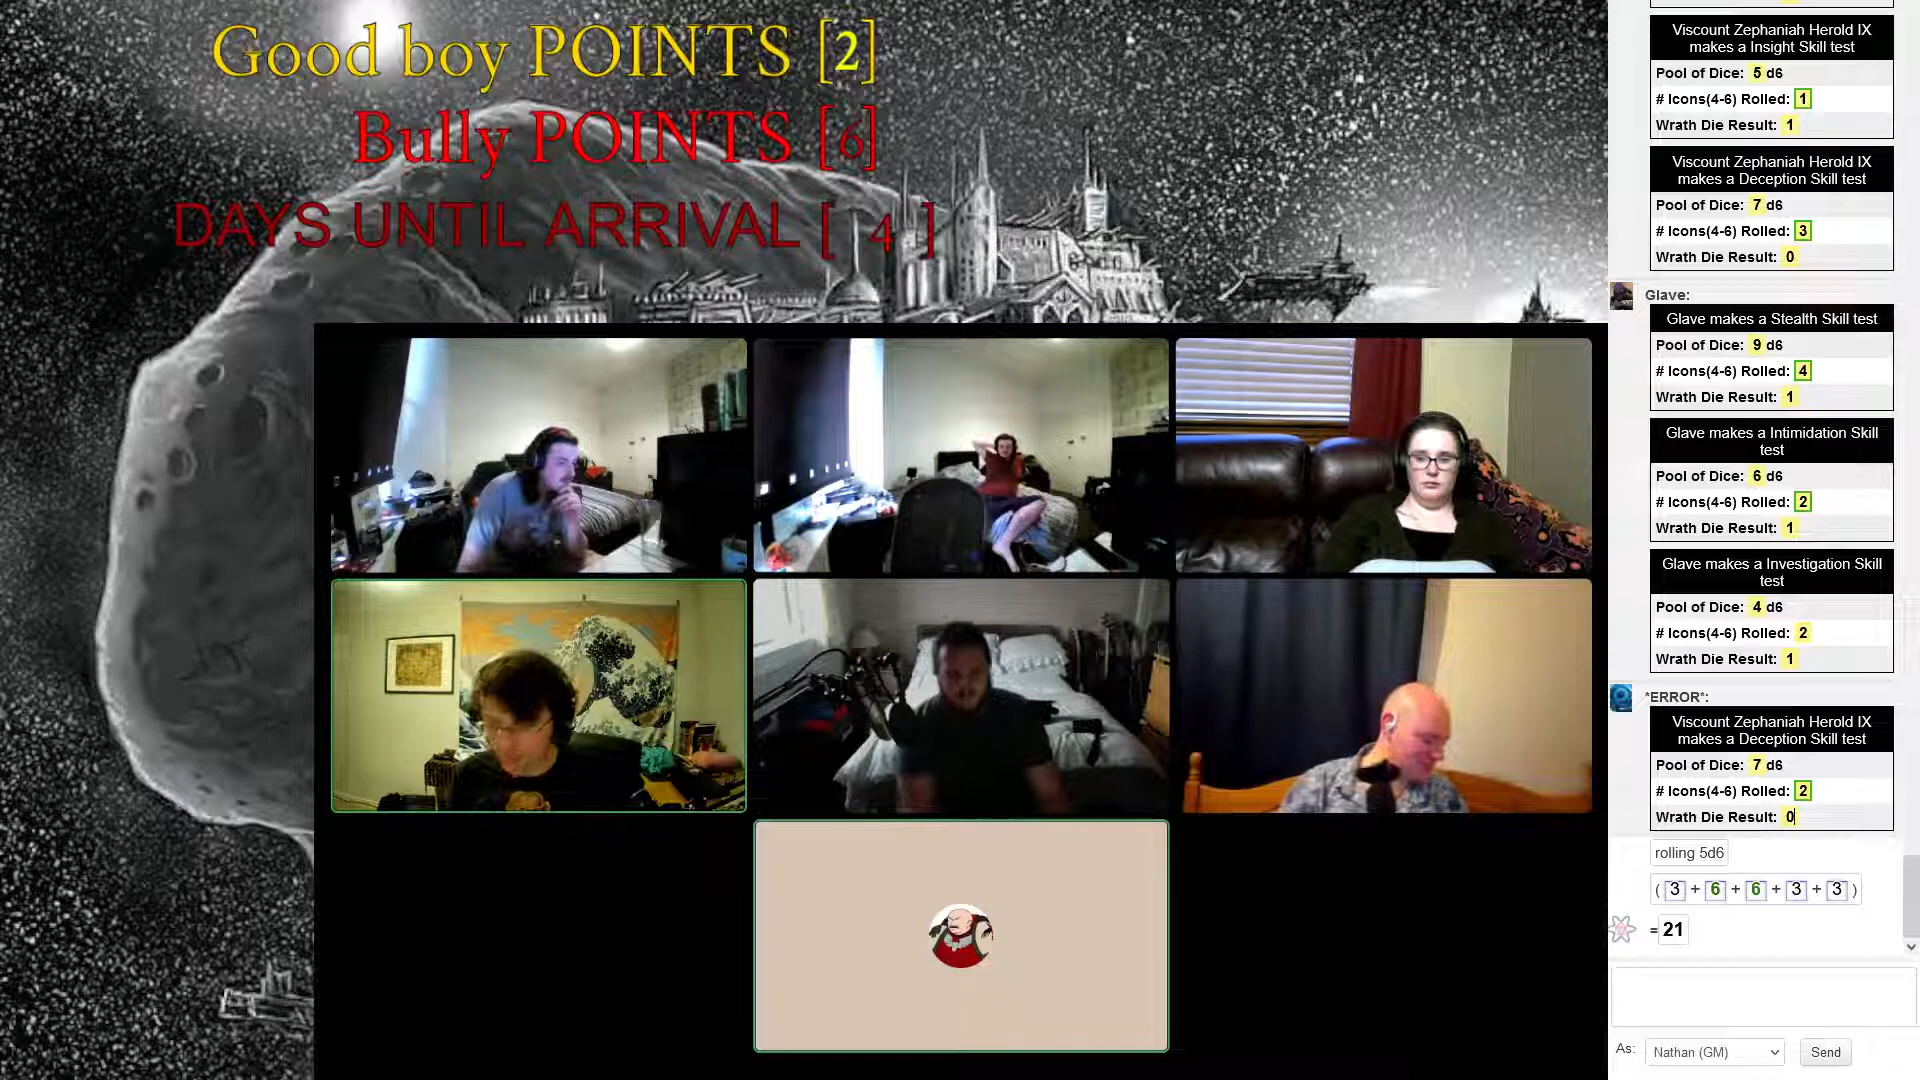 Good boy POINTS [2]
Bully POINTS [6]
DAYS UNTIL ARRIVAL [ 4 ]
Viscount Zephaniah Herold IX
makes a Insight Skill test
Pool of Dice: 5 d6
# Icons(4-6) Rolled: 1
Wrath Die Result: 1
Viscount Zephaniah Herold IX
makes a Deception Skill test
Pool of Dice: 7 d6
# Icons(4-6) Rolled: 3
Wrath Die Result: 0
Glave:
Glave makes a Stealth Skill test
Pool of Dice: 9 d6
# Icons(4-6) Rolled: 4
Wrath Die Result: 1
Glave makes a Intimidation Skill
test
Pool of Dice: 6 d6
# Icons(4-6) Rolled: 2
Wrath Die Result: 1
Glave makes a Investigation Skill
test
Pool of Dice: 4 d6
# Icons(4-6) Rolled: 2
Wrath Die Result: 1
*ERROR*:
Viscount Zephaniah Herold IX
makes a Deception Skill test
Pool of Dice: 7 d6
# Icons(4-6) Rolled: 2
Wrath Die Result: 0
rolling 5d6
( 3 + 6 + 6 + 3 + 3 )
= 21
As: Nathan (GM) Send